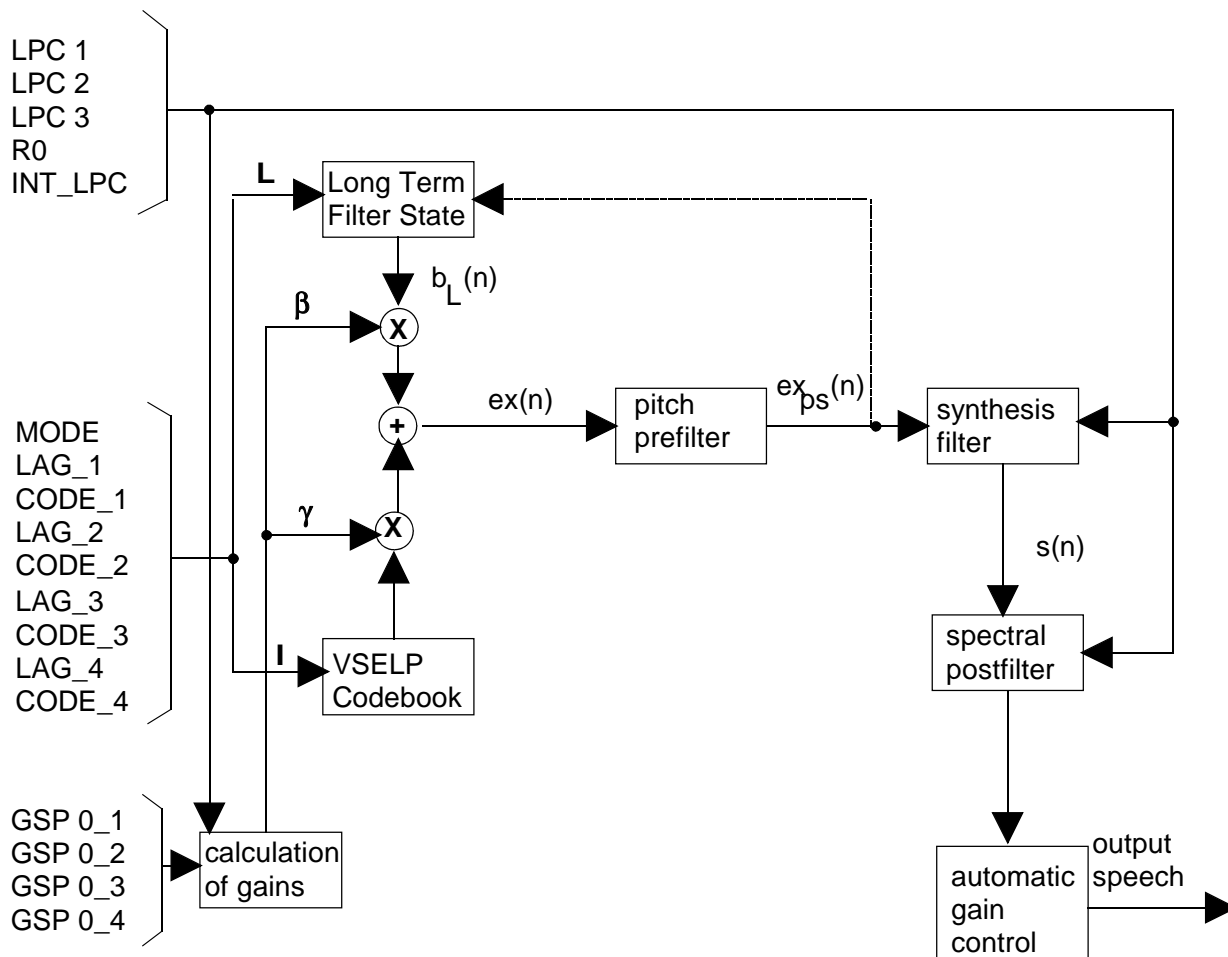 LPC 1
LPC 2
LPC 3
R0
INT_LPC
L
Long Term
Filter State
b_L(n)
β
X
MODE
LAG_1
CODE_1
LAG_2
CODE_2
LAG_3
CODE_3
LAG_4
CODE_4
+
ex(n)
pitch
prefilter
ex_ps(n)
synthesis
filter
γ
X
s(n)
I
VSELP
Codebook
spectral
postfilter
GSP 0_1
GSP 0_2
GSP 0_3
GSP 0_4
calculation
of gains
automatic
gain
control
output
speech